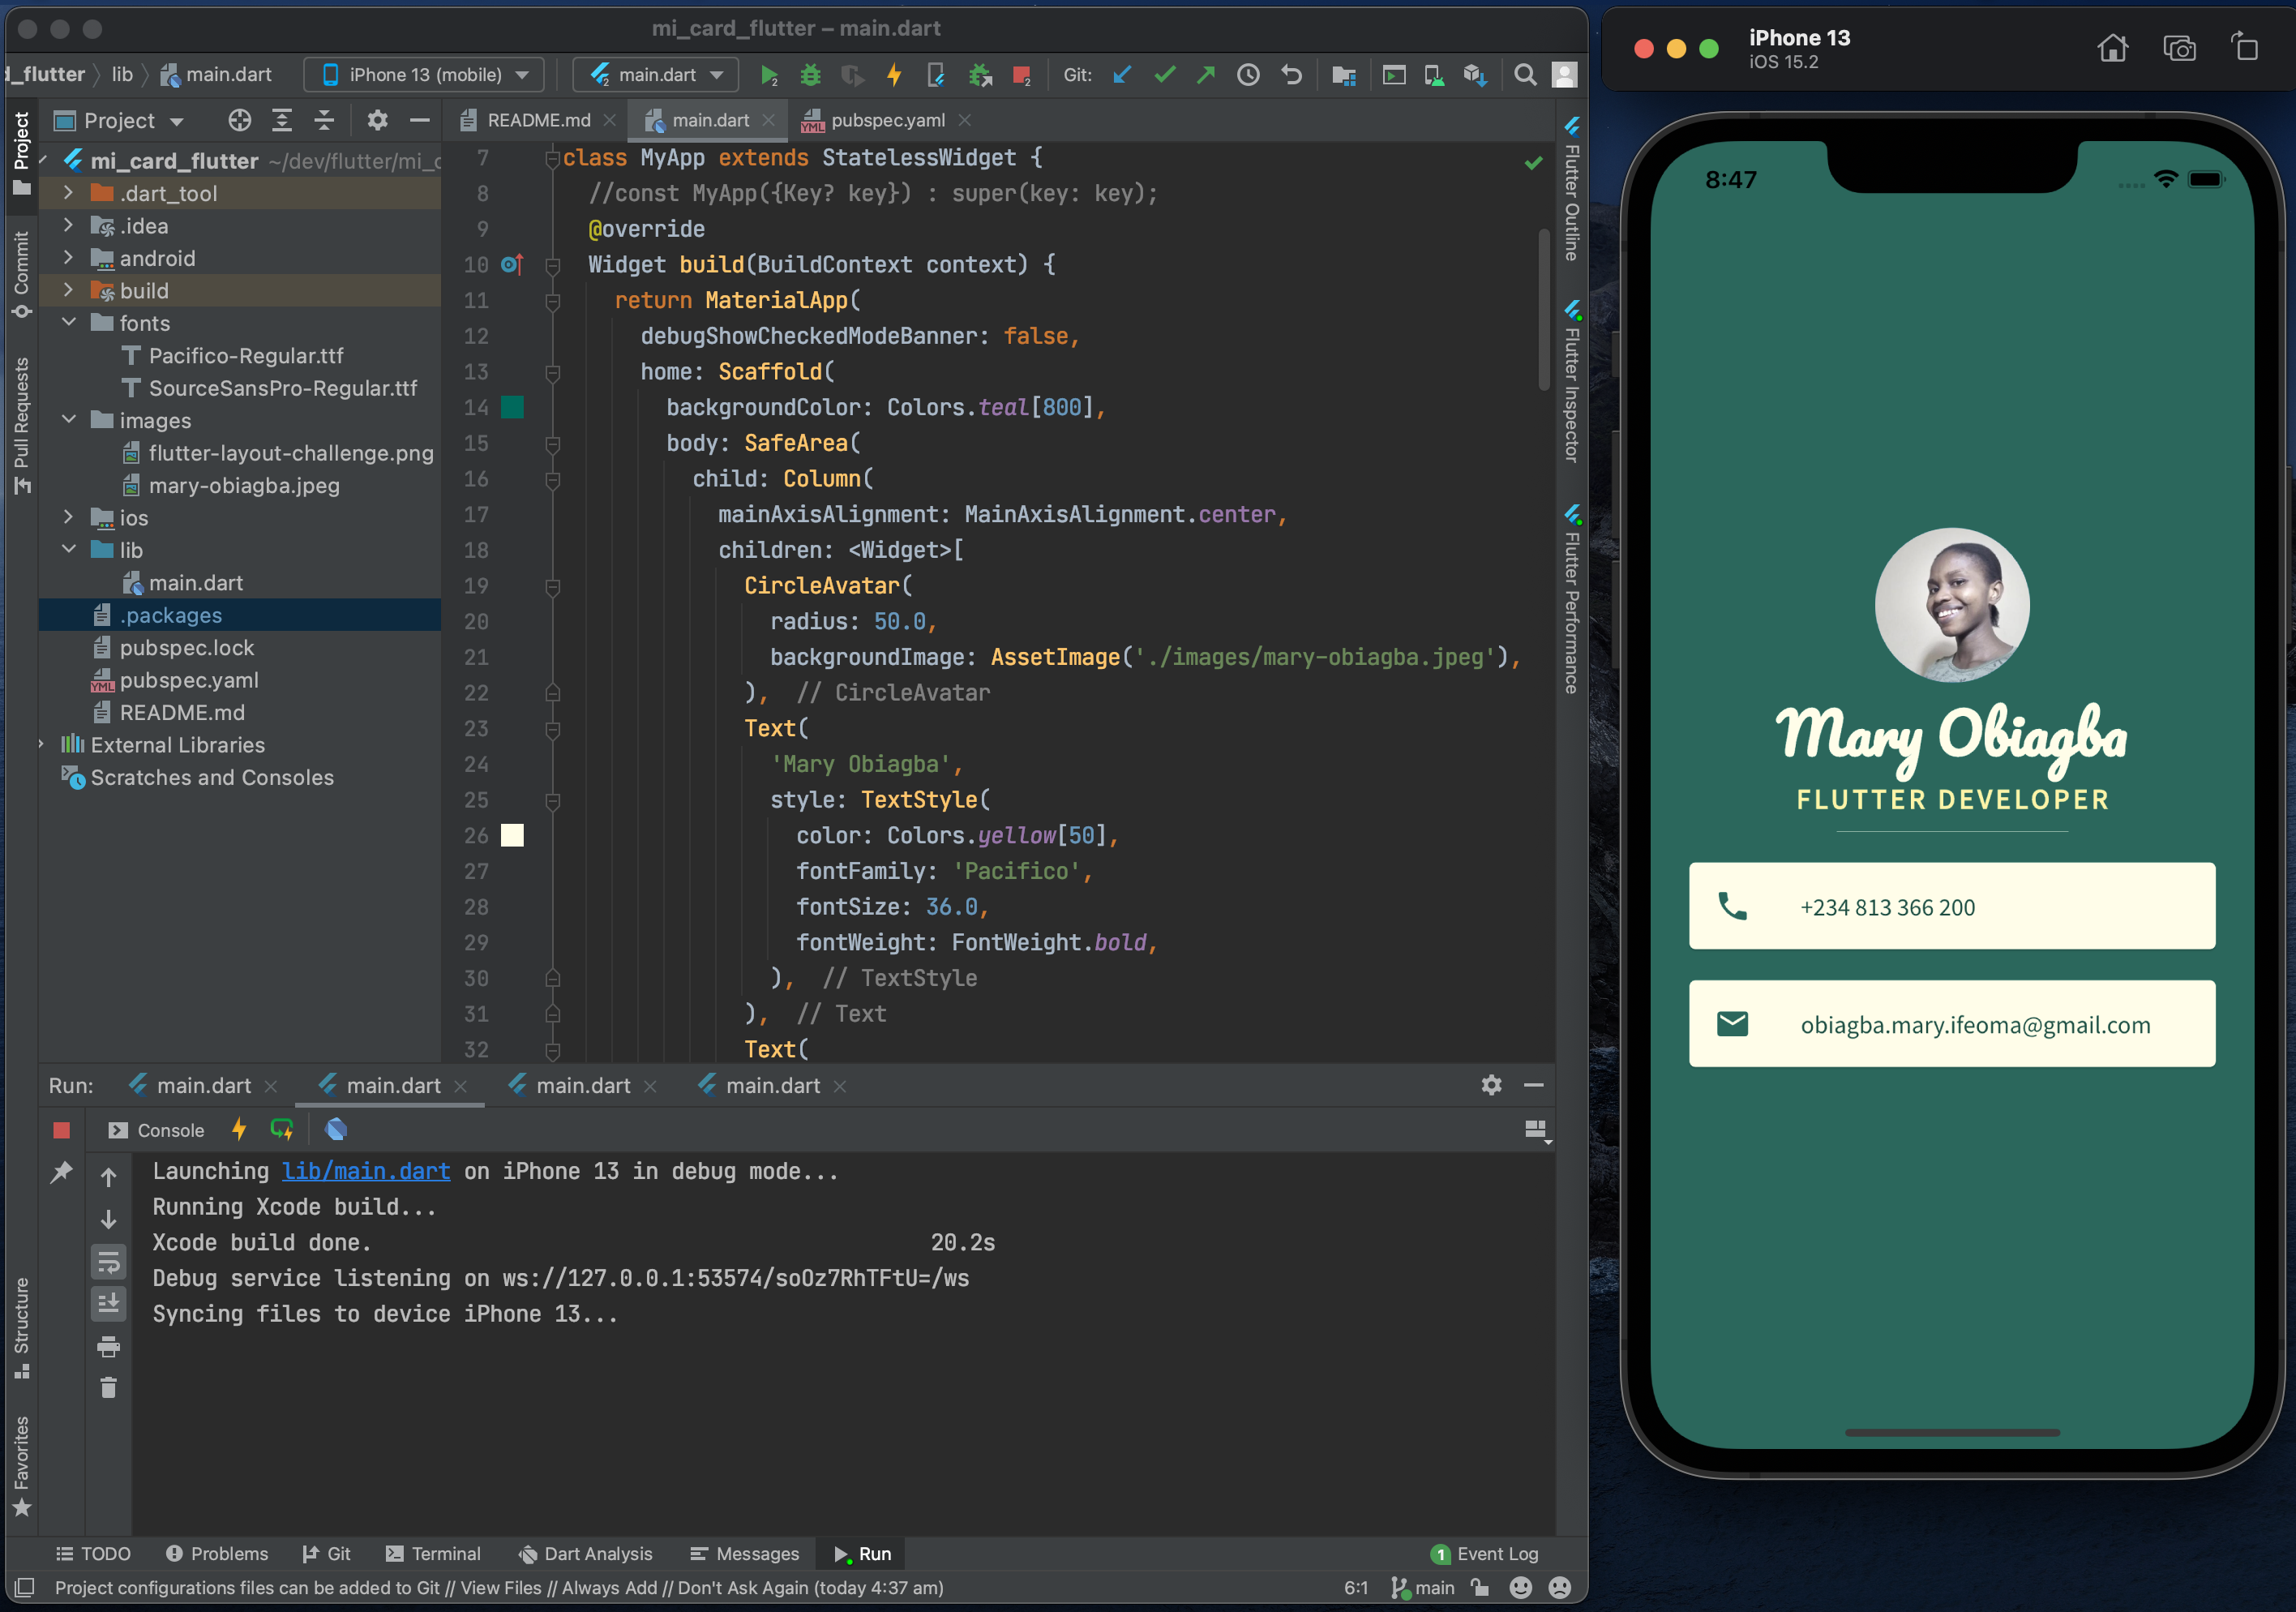 mi_card_flutter – main.dart
d_flutter lib main.dart iPhone 13 (mobile) main.dart Git:
Project
README.md main.dart pubspec.yaml
Project
Commit
Pull Requests
Structure
Favorites
mi_card_flutter ~/dev/flutter/mi_c
.dart_tool
.idea
android
build
fonts
Pacifico-Regular.ttf
SourceSansPro-Regular.ttf
images
flutter-layout-challenge.png
mary-obiagba.jpeg
ios
lib
main.dart
.packages
pubspec.lock
pubspec.yaml
README.md
External Libraries
Scratches and Consoles
7 class MyApp extends StatelessWidget {
8 //const MyApp({Key? key}) : super(key: key);
9 @override
10 Widget build(BuildContext context) {
11 return MaterialApp(
12 debugShowCheckedModeBanner: false,
13 home: Scaffold(
14 backgroundColor: Colors.teal[800],
15 body: SafeArea(
16 child: Column(
17 mainAxisAlignment: MainAxisAlignment.center,
18 children: <Widget>[
19 CircleAvatar(
20 radius: 50.0,
21 backgroundImage: AssetImage('./images/mary-obiagba.jpeg'),
22 ), // CircleAvatar
23 Text(
24 'Mary Obiagba',
25 style: TextStyle(
26 color: Colors.yellow[50],
27 fontFamily: 'Pacifico',
28 fontSize: 36.0,
29 fontWeight: FontWeight.bold,
30 ), // TextStyle
31 ), // Text
32 Text(
Flutter Outline
Flutter Inspector
Flutter Performance
Run: main.dart main.dart main.dart main.dart
Console
Launching lib/main.dart on iPhone 13 in debug mode...
Running Xcode build...
Xcode build done. 20.2s
Debug service listening on ws://127.0.0.1:53574/soOz7RhTFtU=/ws
Syncing files to device iPhone 13...
TODO Problems Git Terminal Dart Analysis Messages Run 1 Event Log
Project configurations files can be added to Git // View Files // Always Add // Don't Ask Again (today 4:37 am) 6:1 main
iPhone 13
iOS 15.2
8:47
Mary Obiagba
FLUTTER DEVELOPER
+234 813 366 200
obiagba.mary.ifeoma@gmail.com